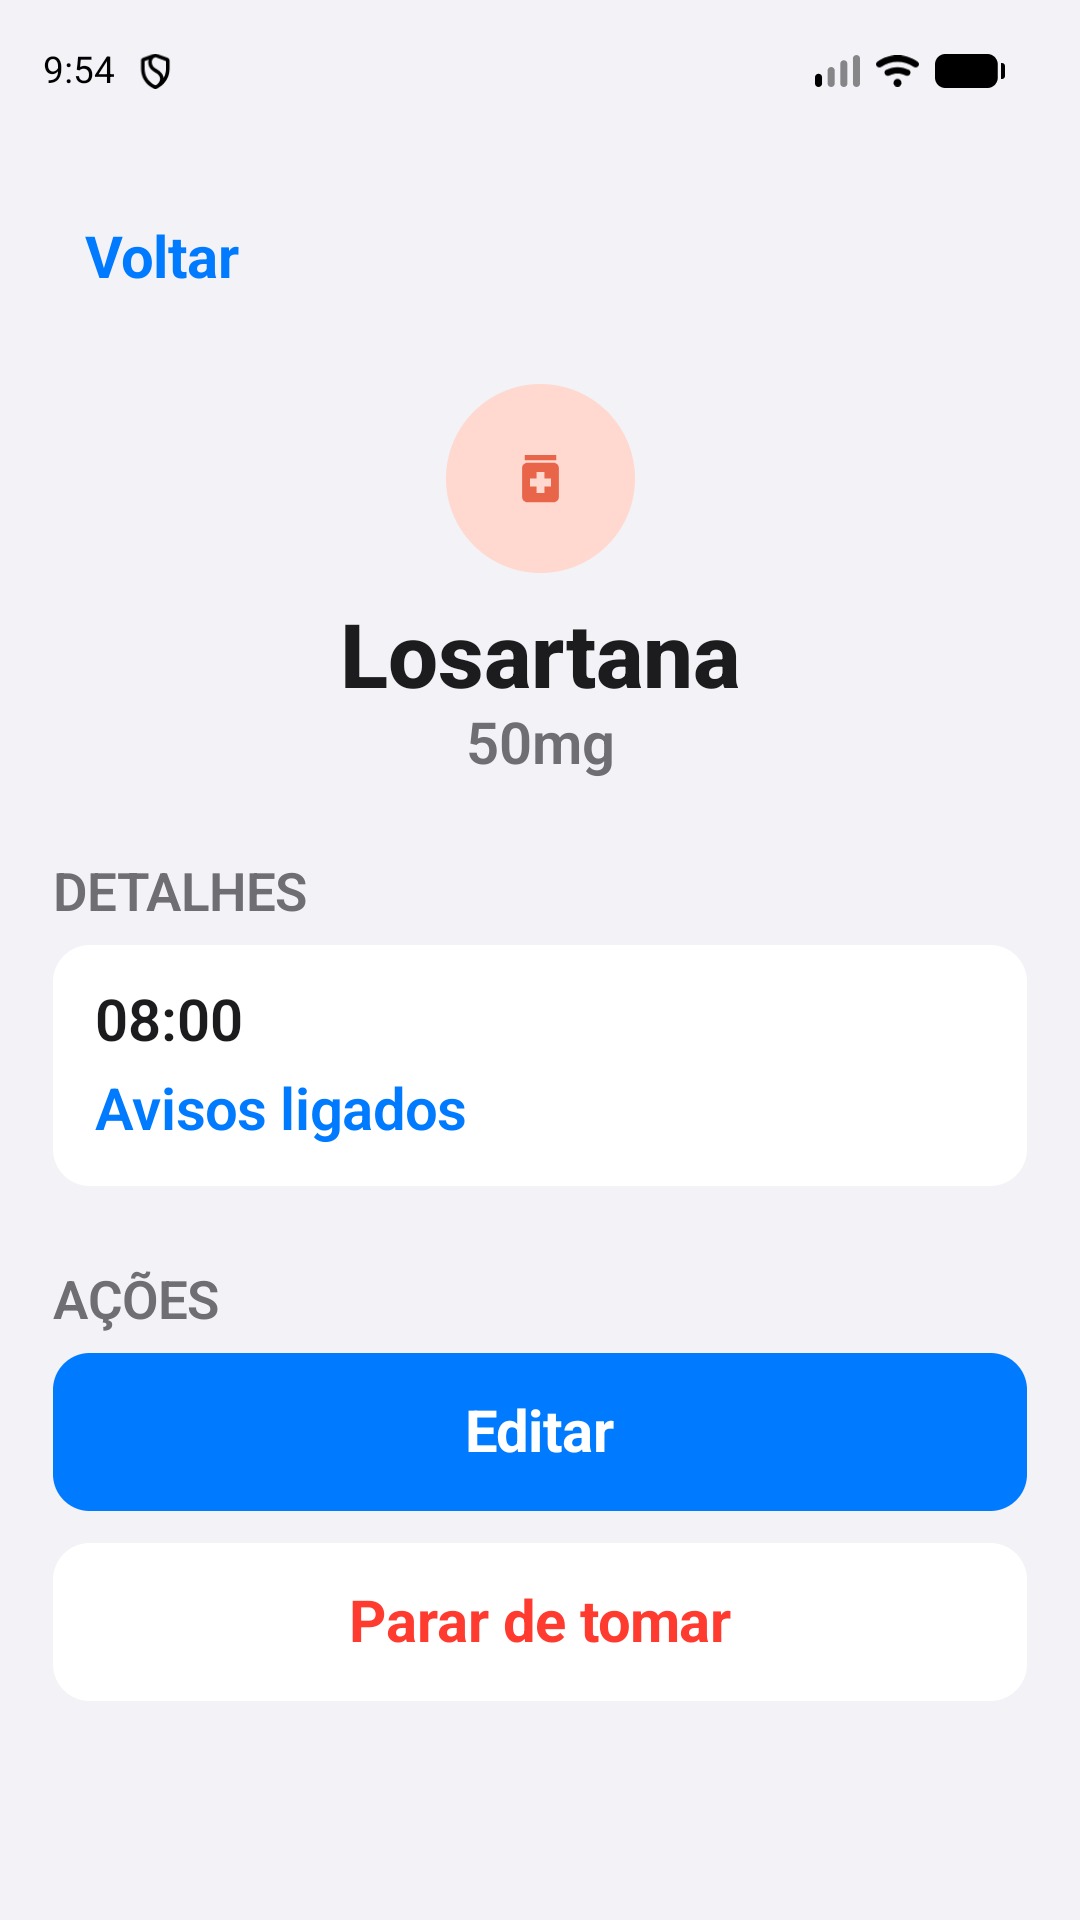 9:54
Voltar
Losartana
50mg
DETALHES
08:00
Avisos ligados
AÇÕES
Editar
Parar de tomar